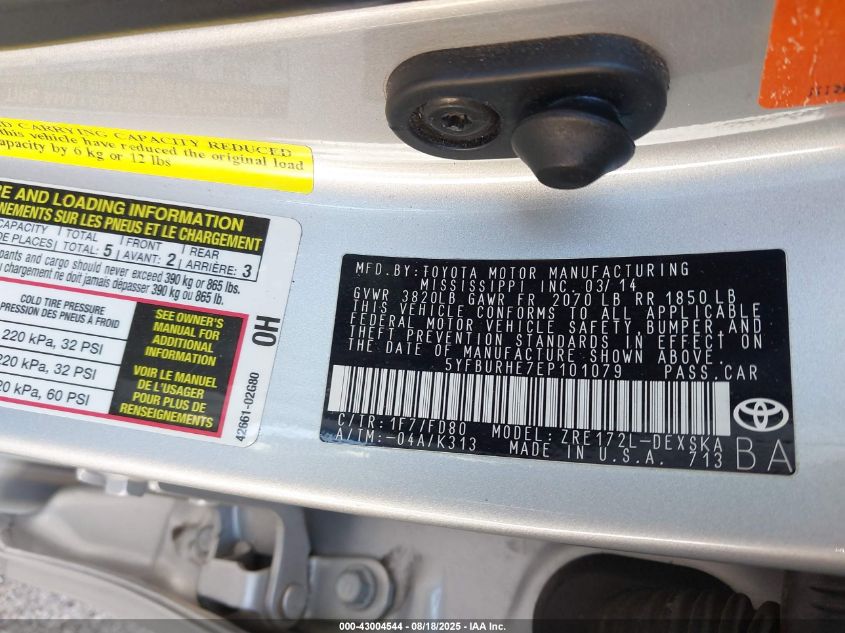 D CARRYING CAPACITY REDUCED
this vehicle have reduced the original load
capacity by 6 kg or 12 lbs
RE AND LOADING INFORMATION
NEMENTS SUR LES PNEUS ET LE CHARGEMENT
CAPACITY TOTAL FRONT REAR
DE PLACES TOTAL: 5 AVANT: 2 ARRIÈRE: 3
pants and cargo should never exceed 390 kg or 865 lbs.
chargement ne doit jamais dépasser 390 kg ou 865 lb.
COLD TIRE PRESSURE
PRESSION DES PNEUS À FROID
220 kPa, 32 PSI
220 kPa, 32 PSI
20 kPa, 60 PSI
SEE OWNER'S
MANUAL FOR
ADDITIONAL
INFORMATION
VOIR LE MANUEL
DE L'USAGER
POUR PLUS DE
RENSEIGNEMENTS
0H
42661-02680
MFD. BY: TOYOTA MOTOR MANUFACTURING
MISSISSIPPI INC. 03/14
GVWR 3820LB GAWR FR 2070 LB RR 1850 LB
THIS VEHICLE CONFORMS TO ALL APPLICABLE
FEDERAL MOTOR VEHICLE SAFETY, BUMPER AND
THEFT PREVENTION STANDARDS IN EFFECT ON
THE DATE OF MANUFACTURE SHOWN ABOVE.
5YFBURHE7EP101079 PASS. CAR
C/TR: 1F7/FD80 MODEL: ZRE172L-DEXSKA
A/TM: -04A/K313 MADE IN U.S.A. 713
BA
000-43004544 | 08/18/2025 - IAA Inc.